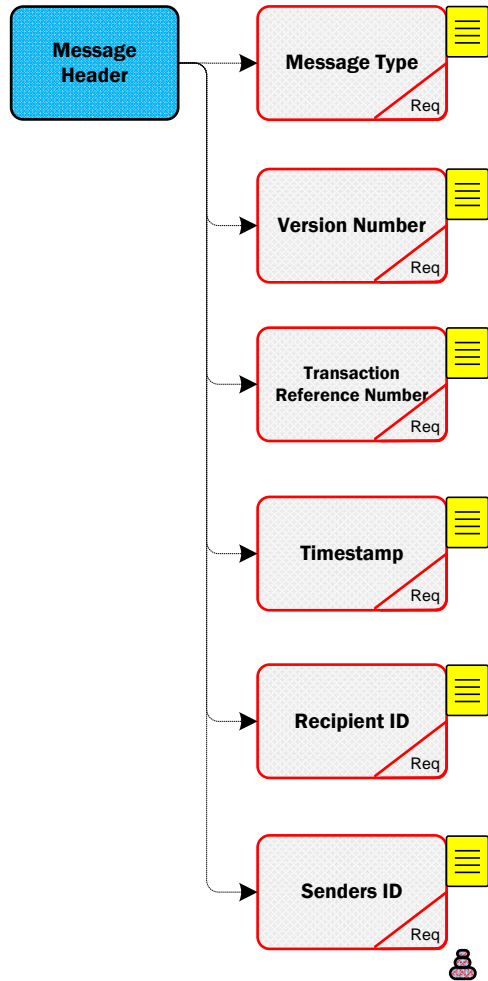 Message
Header
Message Type
Req
Version Number
Req
Transaction
Reference Number
Req
Timestamp
Req
Recipient ID
Req
Senders ID
Req